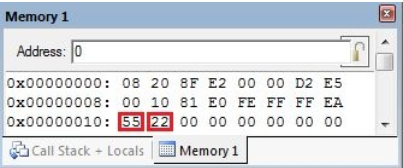 Memory 1
Address: 0
0x00000000: 08 20 8F E2 00 00 D2 E5
0x00000008: 00 10 81 E0 FE FF FF EA
0x00000010: 55 22 00 00 00 00 00 00
Call Stack + Locals Memory 1